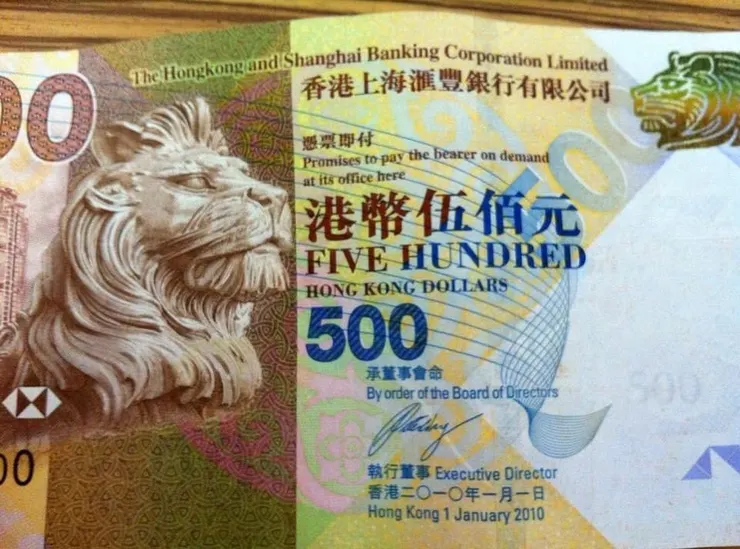 00
The Hongkong and Shanghai Banking Corporation Limited
香港上海滙豐銀行有限公司
憑票即付
Promises to pay the bearer on demand
at its office here
500
港幣伍佰元
FIVE HUNDRED
HONG KONG DOLLARS
500
承董事會命
By order of the Board of Directors
執行董事 Executive Director
香港二〇一〇年一月一日
Hong Kong 1 January 2010
00